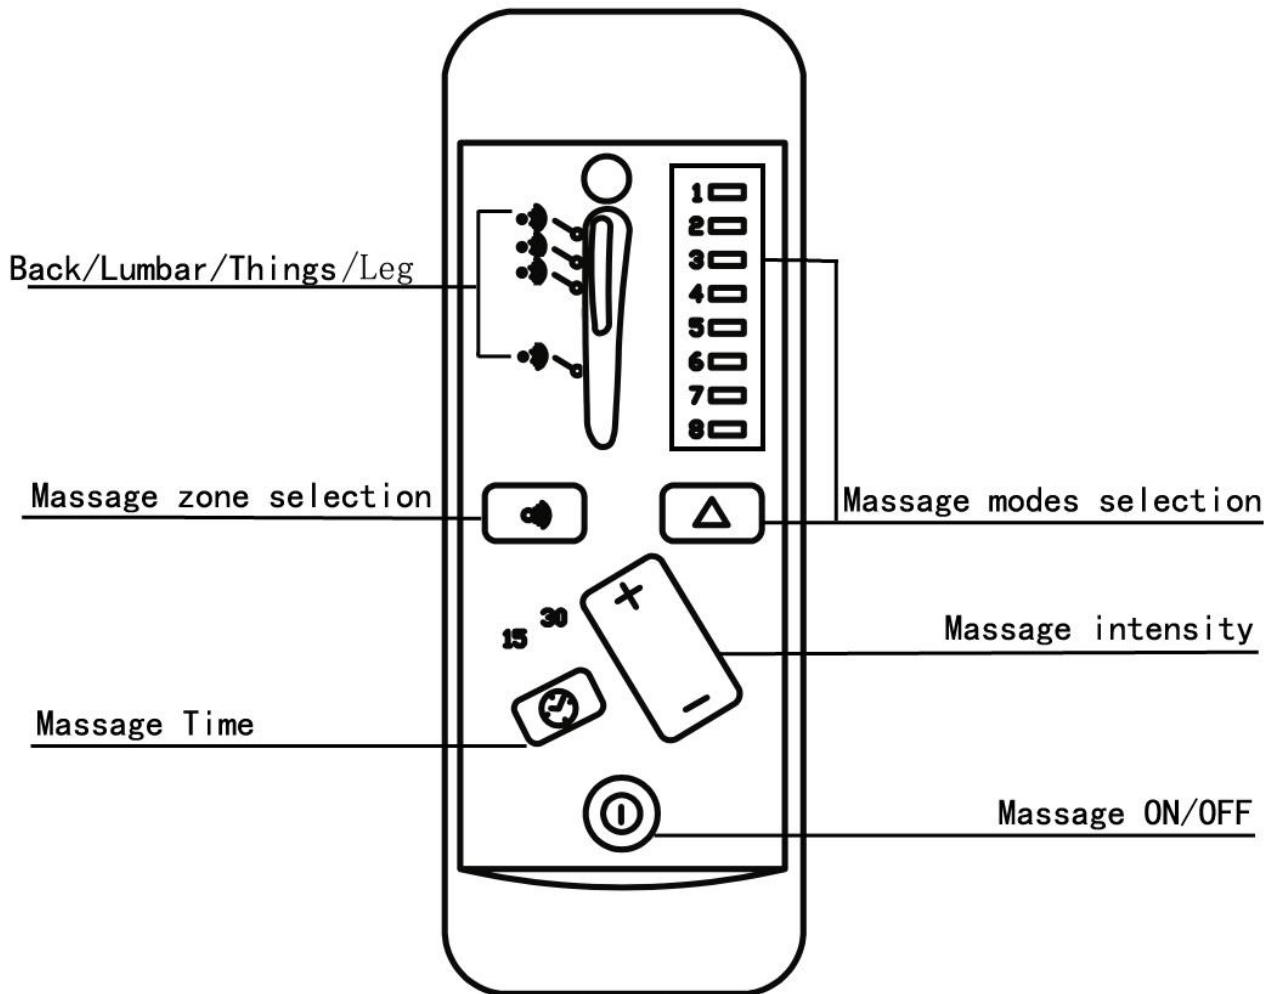 1
2
3
Back/Lumbar/Things/Leg
4
5
6
7
8
Massage zone selection
Massage modes selection
30
15
Massage intensity
Massage Time
Massage ON/OFF